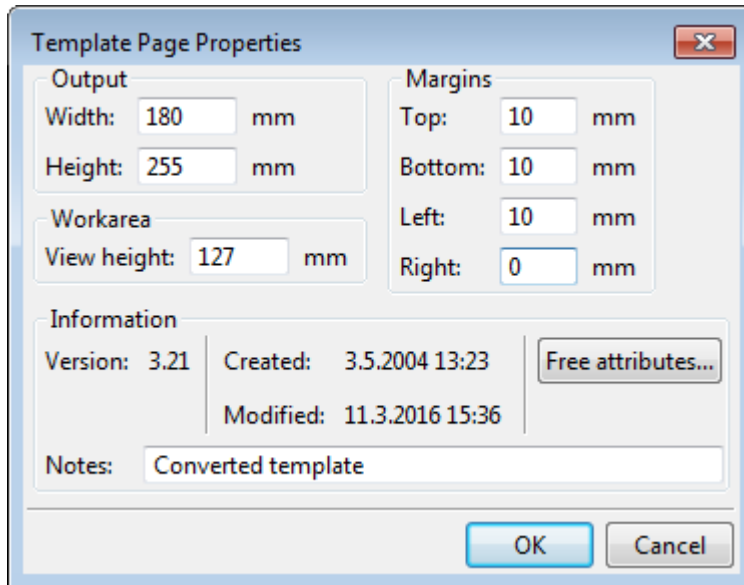 Template Page Properties
Output
Width: 180 mm
Height: 255 mm
Workarea
View height: 127 mm
Margins
Top: 10 mm
Bottom: 10 mm
Left: 10 mm
Right: 0 mm
Information
Version: 3.21
Created: 3.5.2004 13:23
Modified: 11.3.2016 15:36
Free attributes...
Notes: Converted template
OK
Cancel